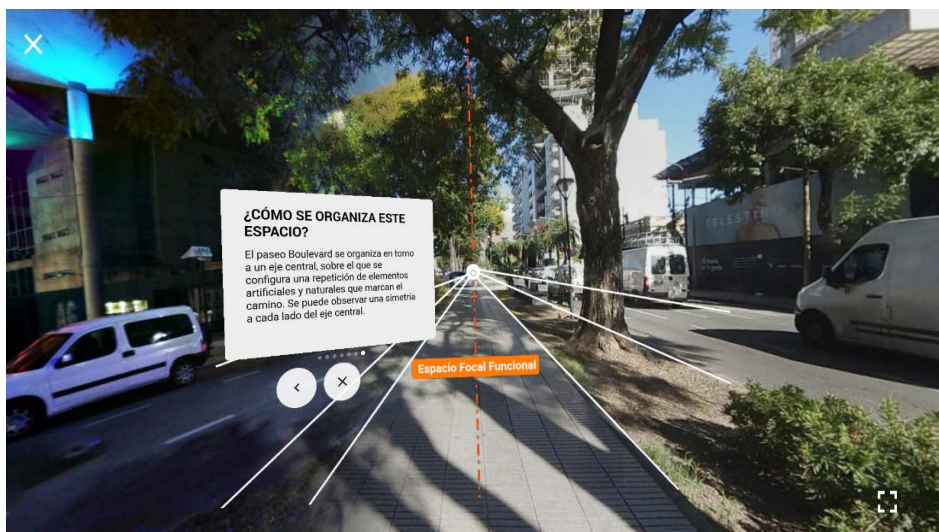 ¿CÓMO SE ORGANIZA ESTE
ESPACIO?
El paseo Boulevard se organiza en torno
a un eje central, sobre el que se
configura una repetición de elementos
artificiales y naturales que marcan el
camino. Se puede observar una simetría
a cada lado del eje central.
Espacio Focal Funcional